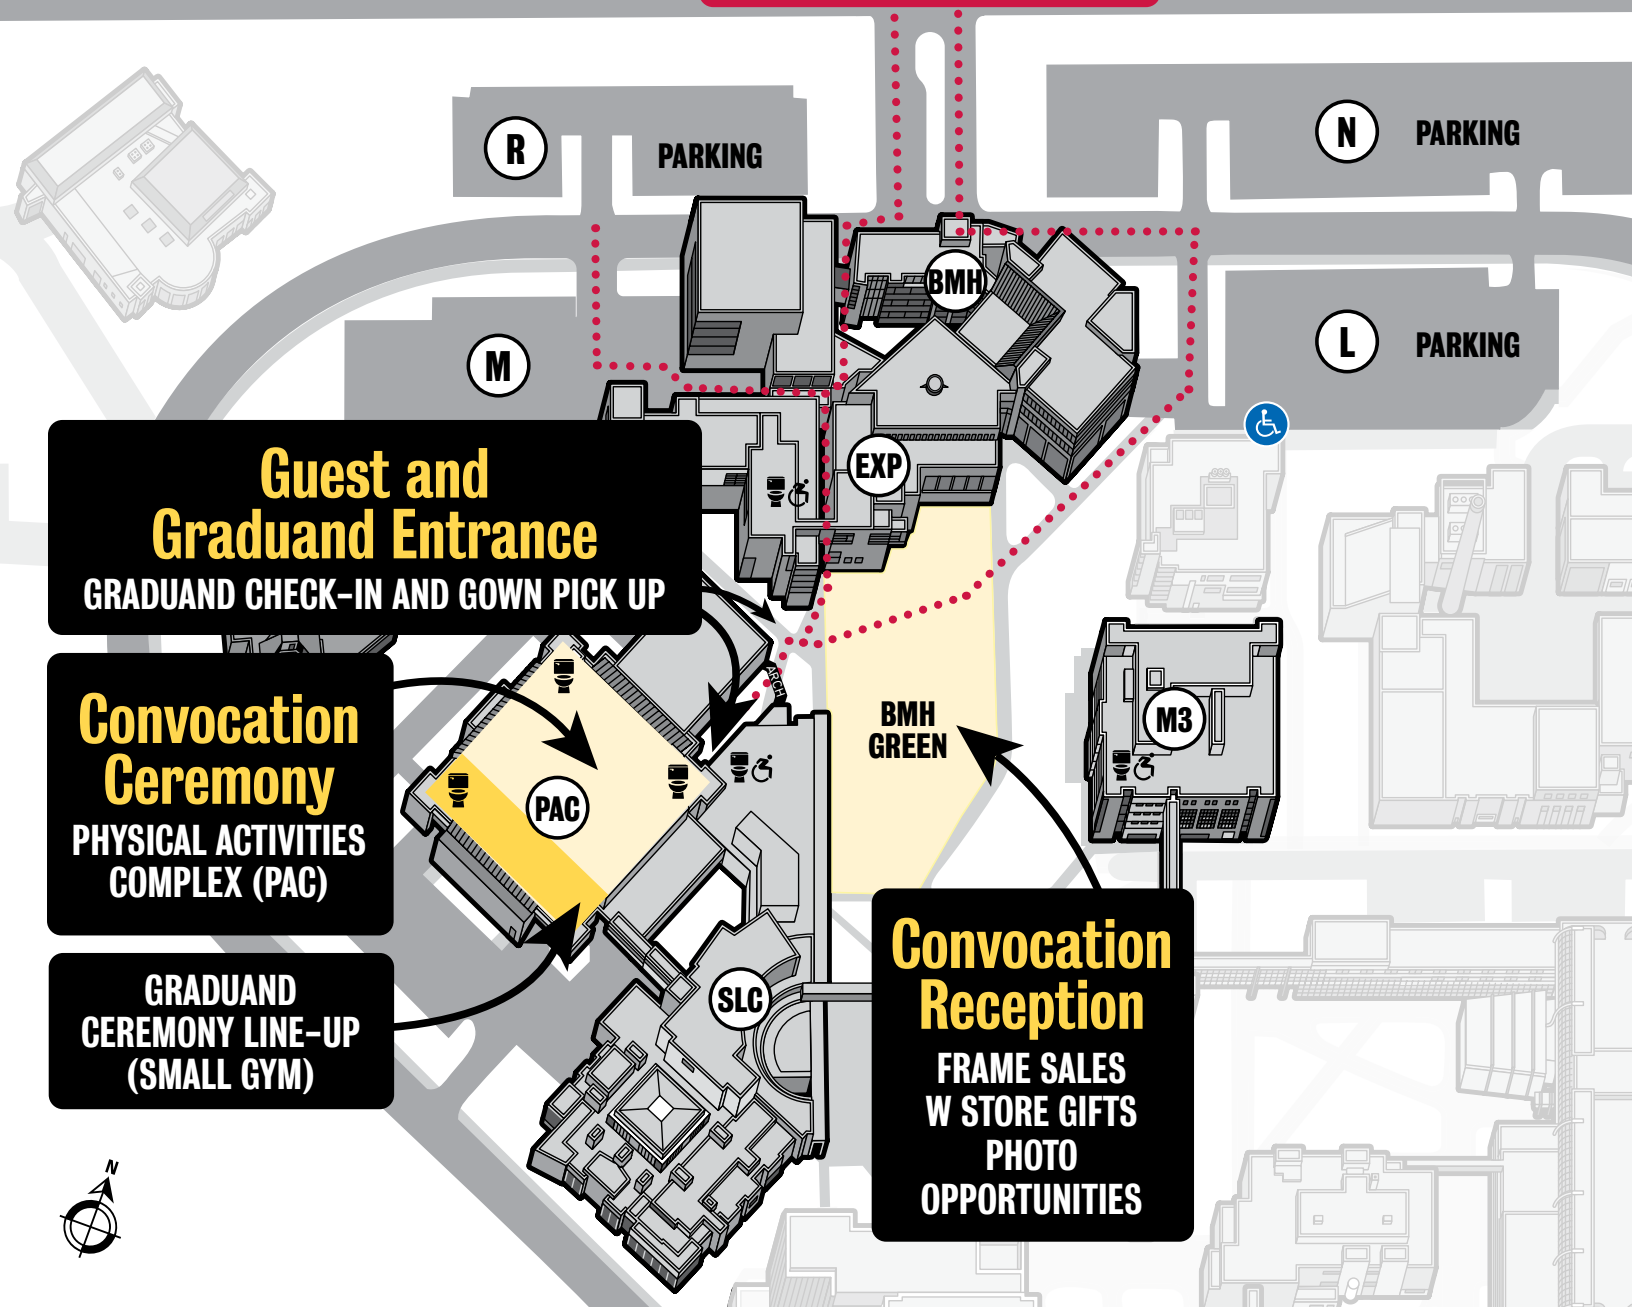 R
PARKING
N
PARKING
BMH
M
L
PARKING
Guest and
Graduand Entrance
GRADUAND CHECK-IN AND GOWN PICK UP
EXP
ARCH
Convocation
Ceremony
PHYSICAL ACTIVITIES
COMPLEX (PAC)
BMH
GREEN
M3
PAC
GRADUAND
CEREMONY LINE-UP
(SMALL GYM)
SLC
Convocation
Reception
FRAME SALES
W STORE GIFTS
PHOTO
OPPORTUNITIES
N